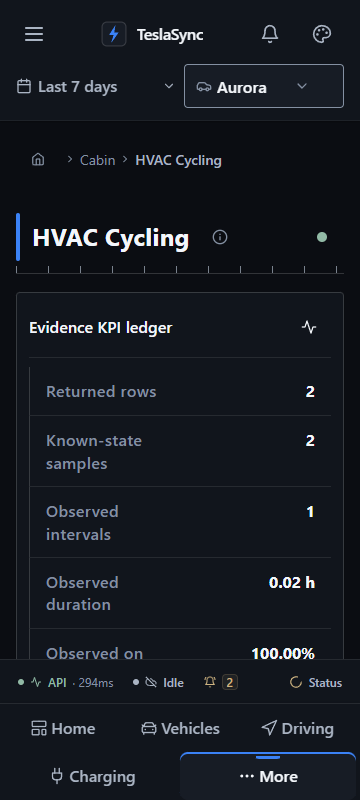 TeslaSync
Last 7 days
Aurora
Cabin
HVAC Cycling
HVAC Cycling
Evidence KPI ledger
Returned rows 2
Known-state 2
samples
Observed 1
intervals
Observed 0.02 h
duration
Observed on 100.00%
API · 294ms Idle 2 Status
Home Vehicles Driving
Charging More